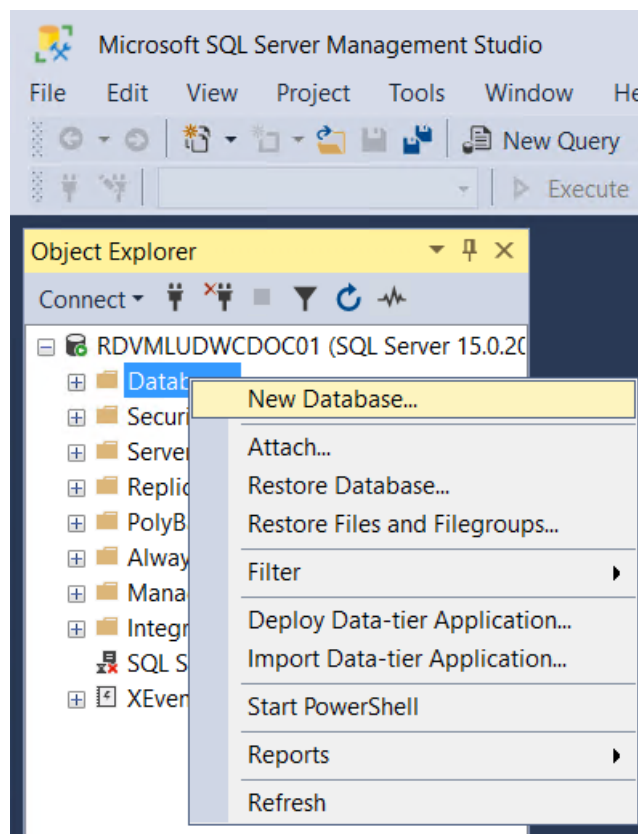 Microsoft SQL Server Management Studio
File Edit View Project Tools Window
New Query
Execute
Object Explorer
Connect
RDVMLUDWCDOC01 (SQL Server 15.0.20
New Database...
Attach...
Restore Database...
Restore Files and Filegroups...
Filter
Deploy Data-tier Application...
Import Data-tier Application...
Start PowerShell
Reports
Refresh